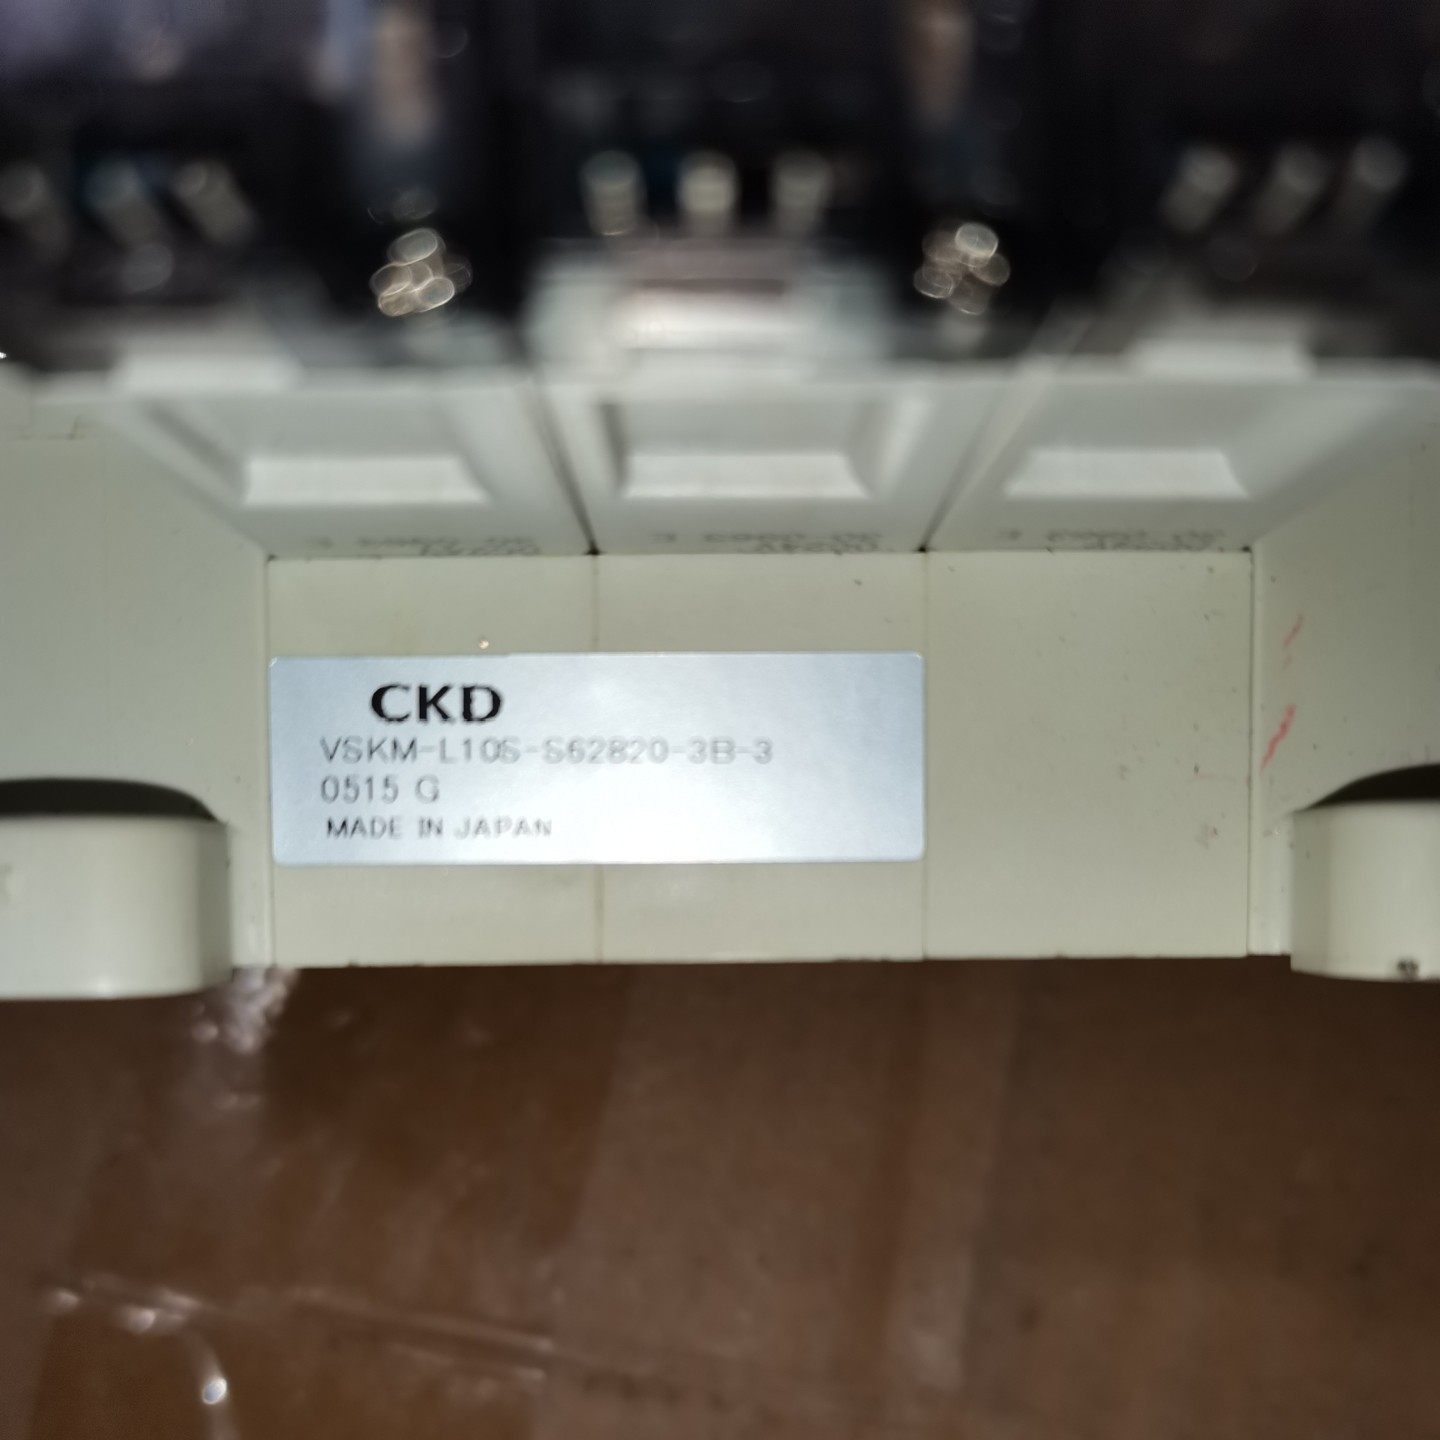 CKD
VSKM-L10S-S62820-3B-3
0515 G
MADE IN JAPAN